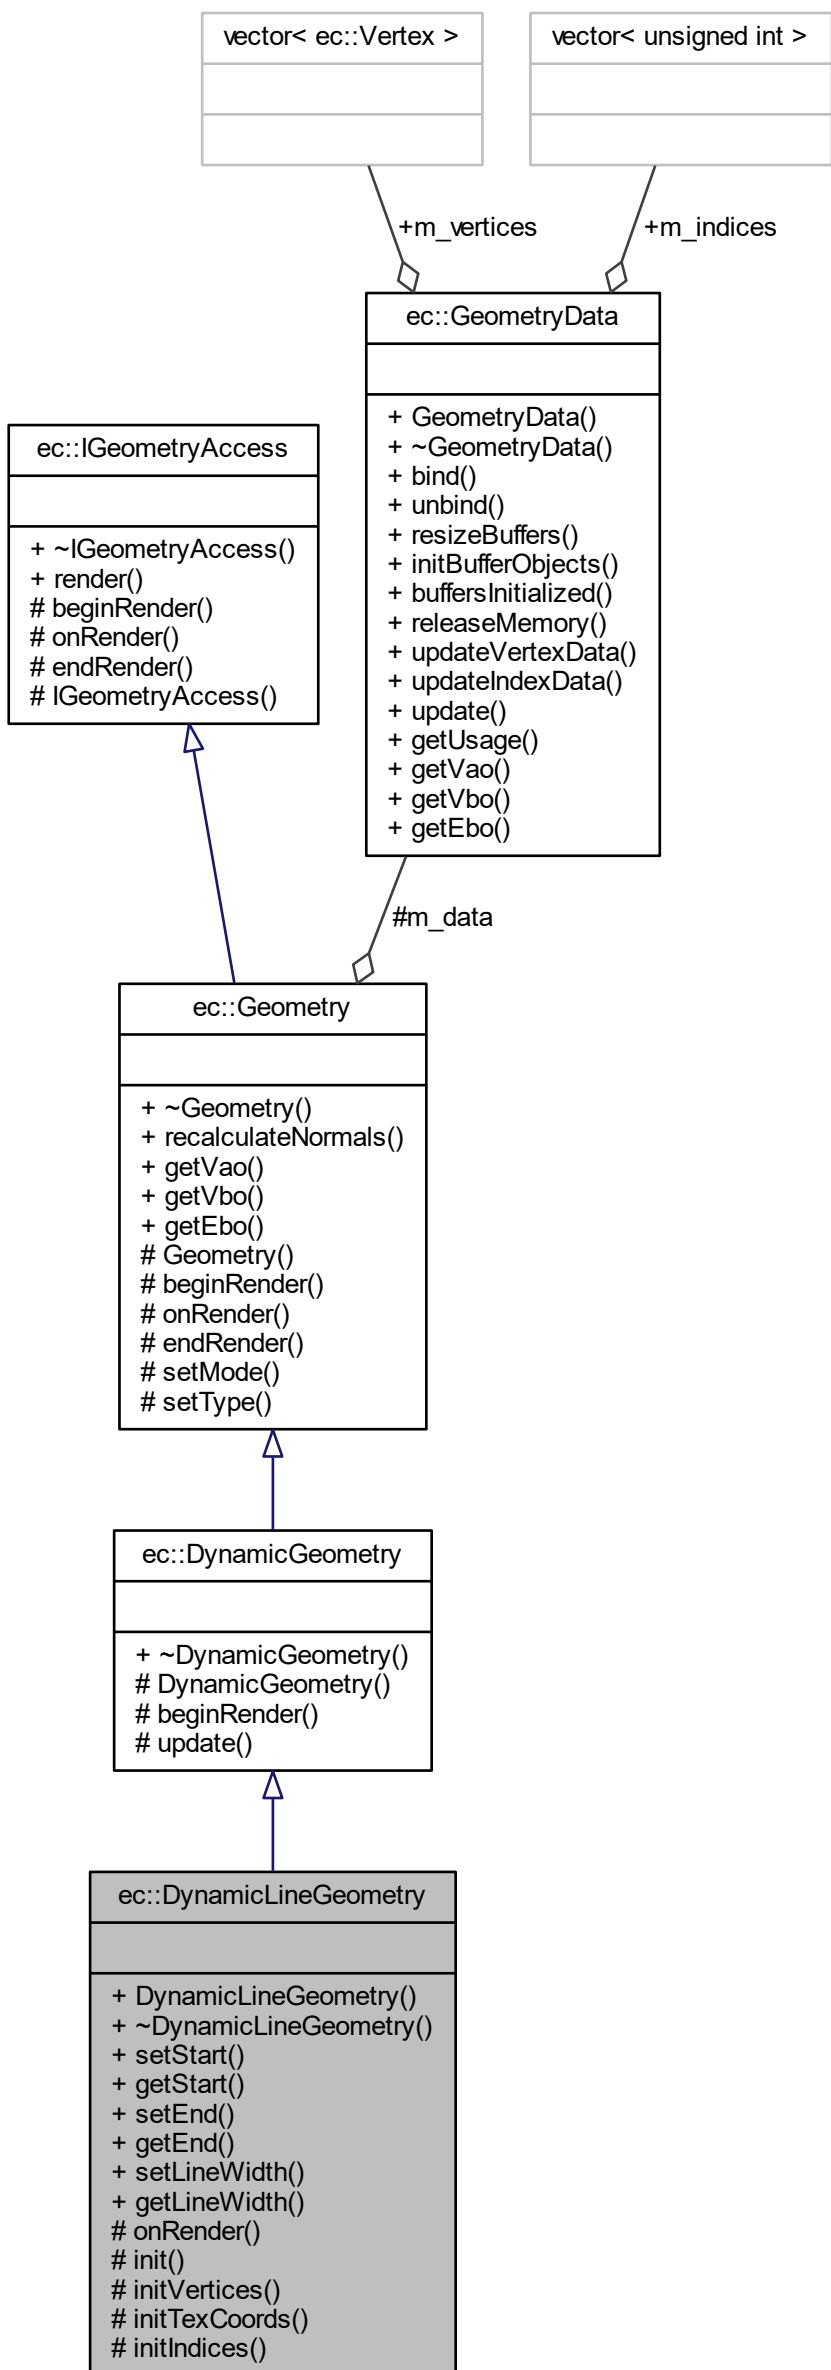 vector< ec::Vertex >
vector< unsigned int >
+m_vertices
+m_indices
ec::GeometryData
+ GeometryData()
+ ~GeometryData()
+ bind()
+ unbind()
+ resizeBuffers()
+ initBufferObjects()
+ buffersInitialized()
+ releaseMemory()
+ updateVertexData()
+ updateIndexData()
+ update()
+ getUsage()
+ getVao()
+ getVbo()
+ getEbo()
ec::IGeometryAccess
+ ~IGeometryAccess()
+ render()
# beginRender()
# onRender()
# endRender()
# IGeometryAccess()
#m_data
ec::Geometry
+ ~Geometry()
+ recalculateNormals()
+ getVao()
+ getVbo()
+ getEbo()
# Geometry()
# beginRender()
# onRender()
# endRender()
# setMode()
# setType()
ec::DynamicGeometry
+ ~DynamicGeometry()
# DynamicGeometry()
# beginRender()
# update()
ec::DynamicLineGeometry
+ DynamicLineGeometry()
+ ~DynamicLineGeometry()
+ setStart()
+ getStart()
+ setEnd()
+ getEnd()
+ setLineWidth()
+ getLineWidth()
# onRender()
# init()
# initVertices()
# initTexCoords()
# initIndices()